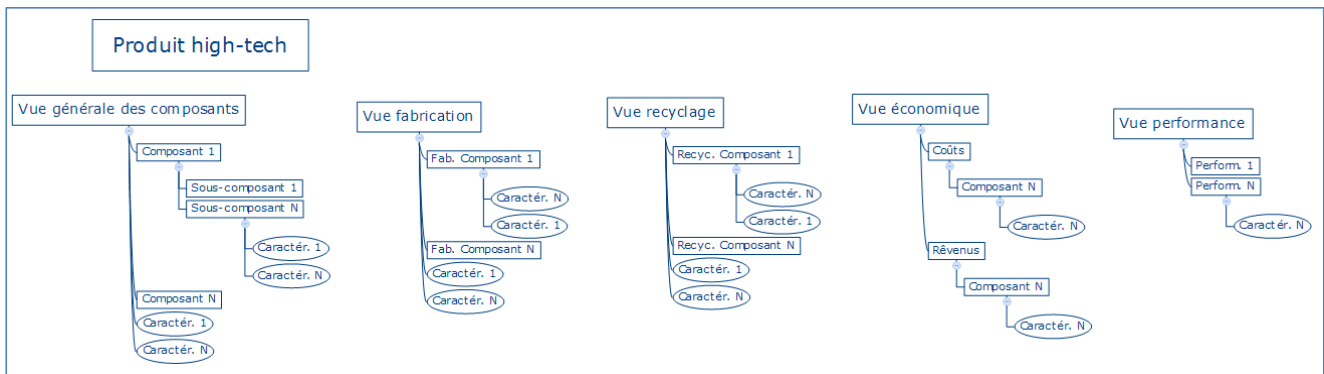 Produit high-tech
Vue générale des composants
Composant 1
Sous-composant 1
Sous-composant N
Caractér. 1
Caractér. N
Composant N
Caractér. 1
Caractér. N
Vue fabrication
Fab. Composant 1
Caractér. N
Caractér. 1
Fab. Composant N
Caractér. 1
Caractér. N
Vue recyclage
Recyc. Composant 1
Caractér. N
Caractér. 1
Recyc. Composant N
Caractér. 1
Caractér. N
Vue économique
Coûts
Composant N
Caractér. N
Rêvenus
Composant N
Caractér. N
Vue performance
Perform. 1
Perform. N
Caractér. N